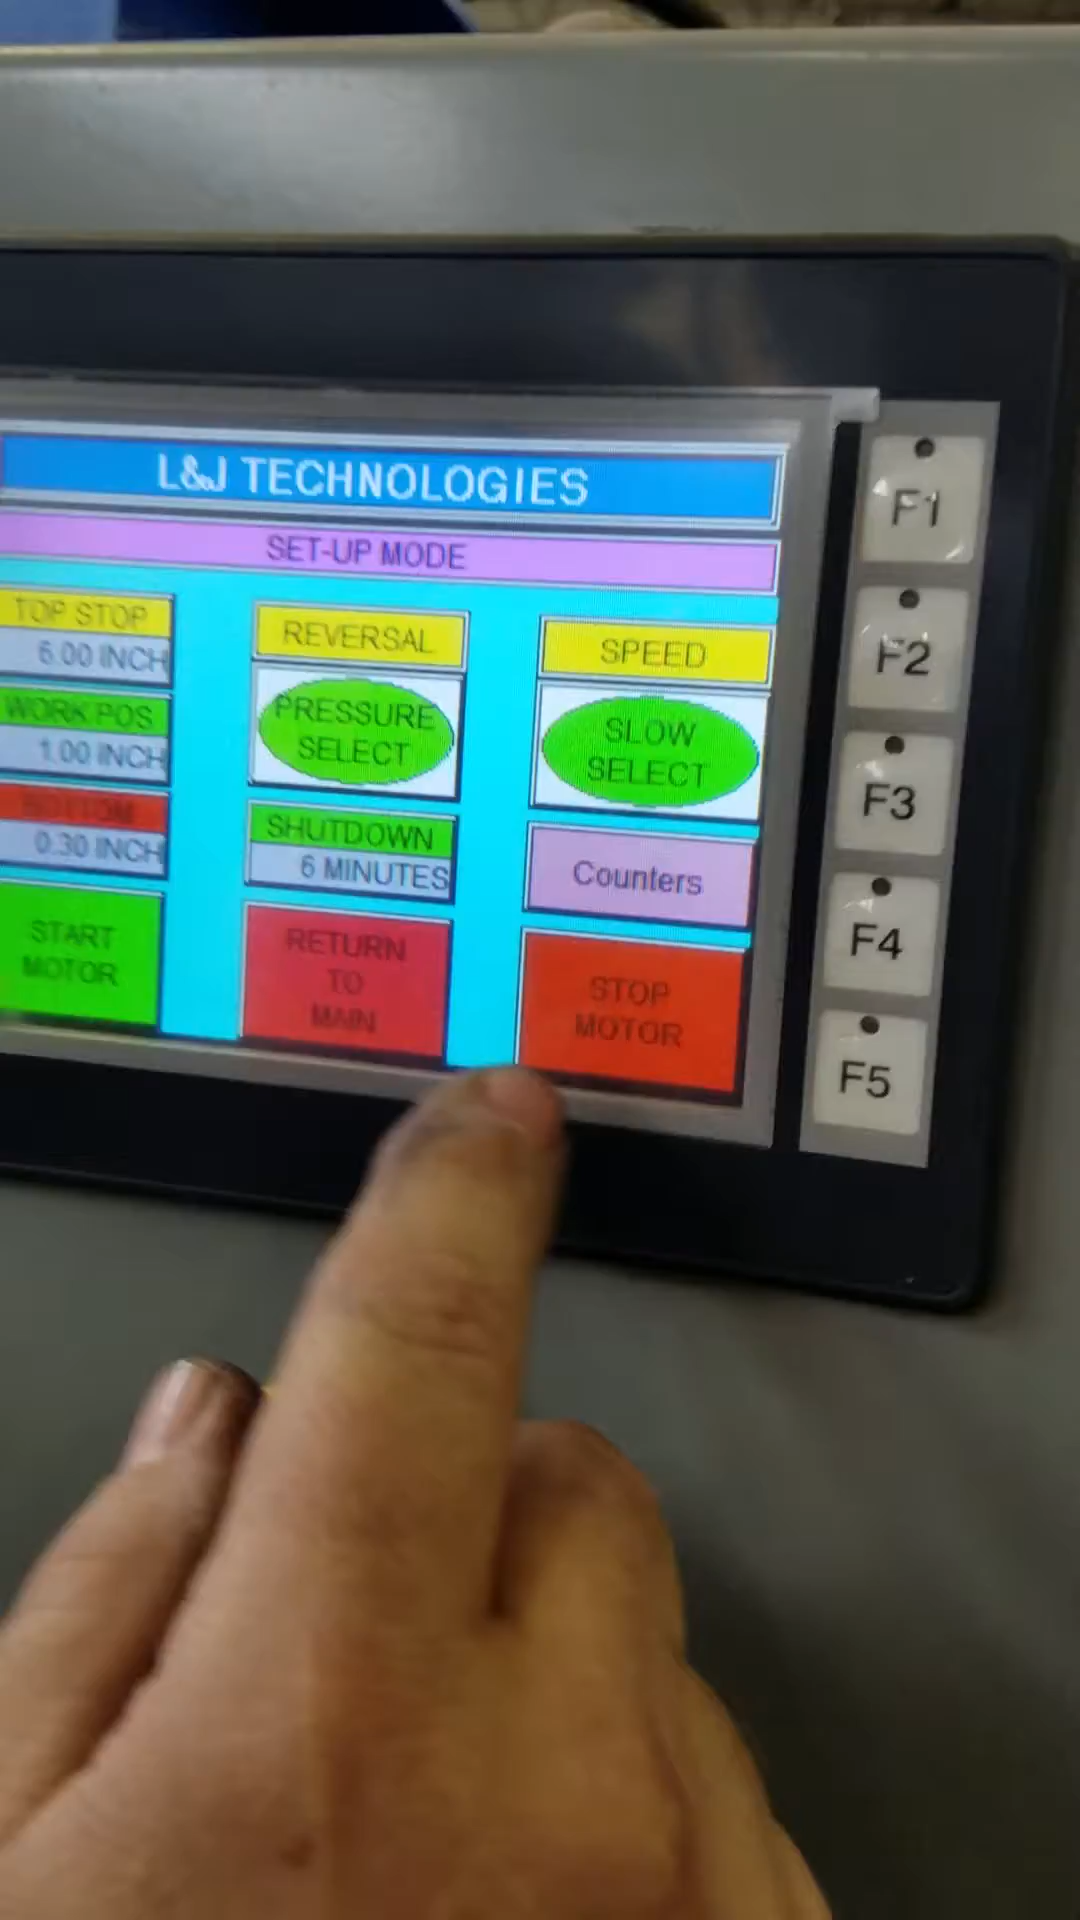 L&J TECHNOLOGIES
SET-UP MODE
TOP STOP
6.00 INCH
WORK POS
1.00 INCH
BOTTOM
0.30 INCH
START
MOTOR
REVERSAL
PRESSURE
SELECT
SHUTDOWN
6 MINUTES
RETURN
TO
MAIN
SPEED
SLOW
SELECT
Counters
STOP
MOTOR
F1
F2
F3
F4
F5